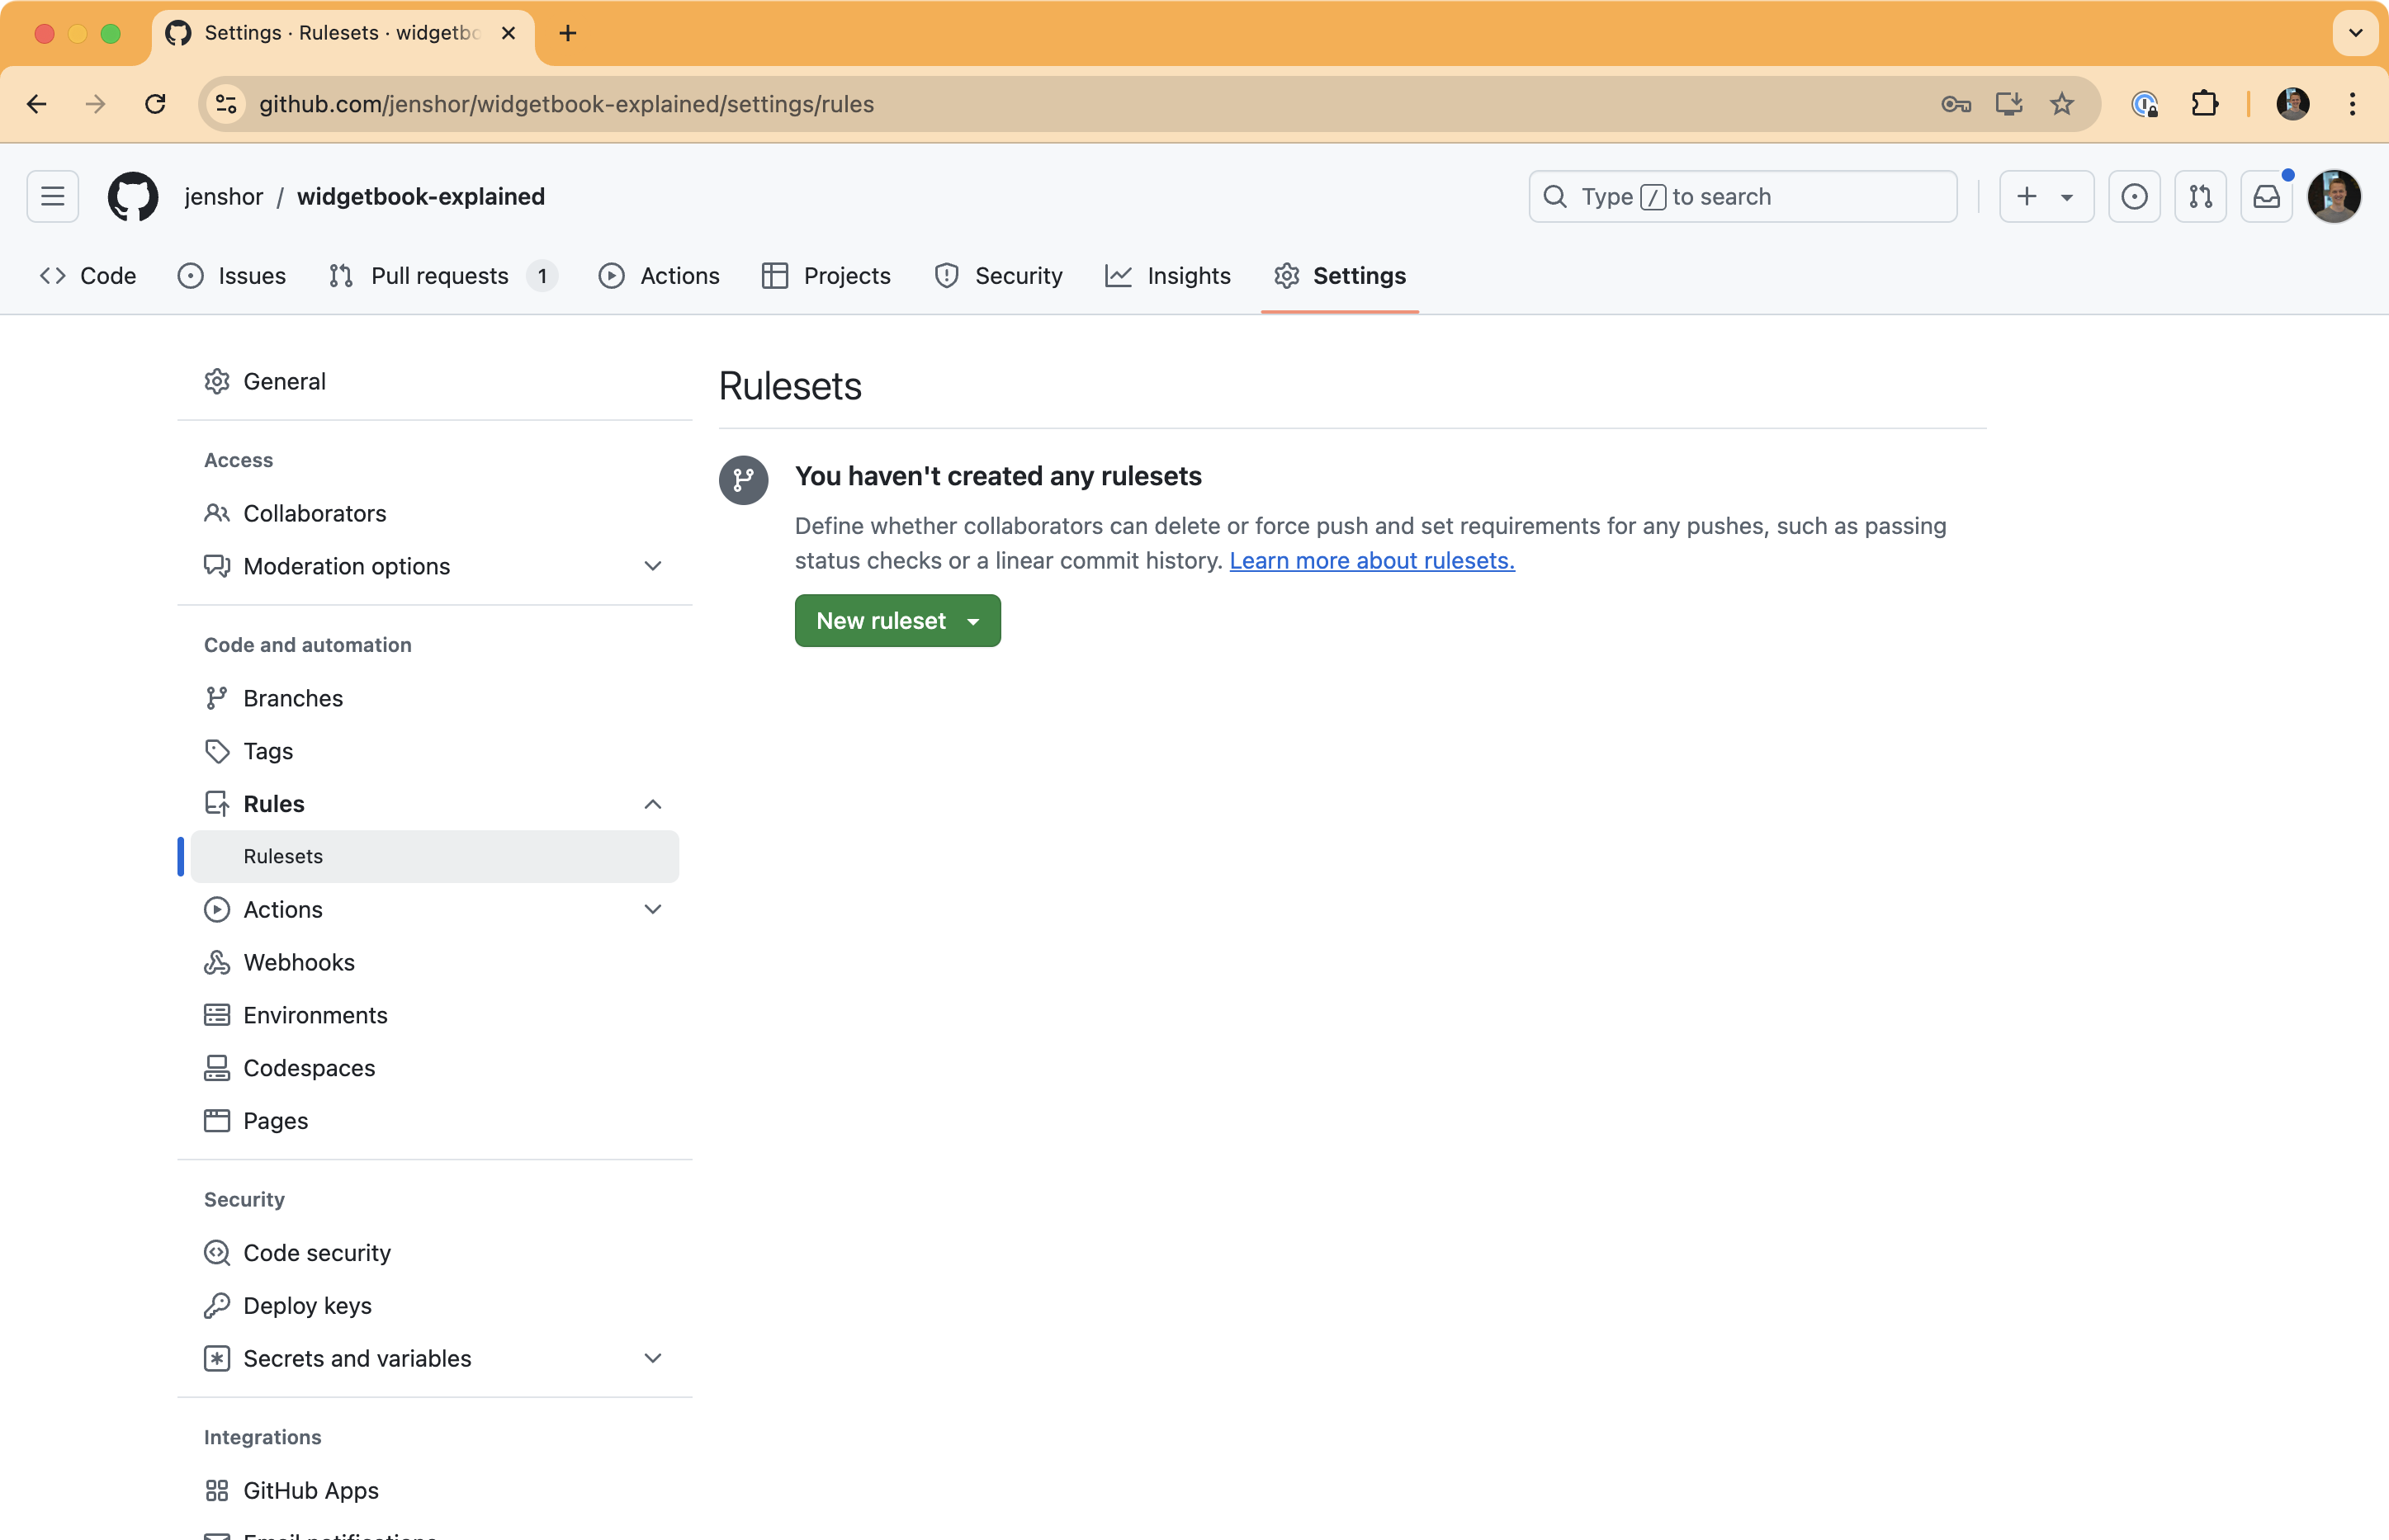 Settings · Rulesets · widgetbo
github.com/jenshor/widgetbook-explained/settings/rules
jenshor / widgetbook-explained
Type / to search
Code
Issues
Pull requests 1
Actions
Projects
Security
Insights
Settings
General
Access
Collaborators
Moderation options
Code and automation
Branches
Tags
Rules
Rulesets
Actions
Webhooks
Environments
Codespaces
Pages
Security
Code security
Deploy keys
Secrets and variables
Integrations
GitHub Apps
Email notifications
Rulesets
You haven't created any rulesets
Define whether collaborators can delete or force push and set requirements for any pushes, such as passing
status checks or a linear commit history. Learn more about rulesets.
New ruleset